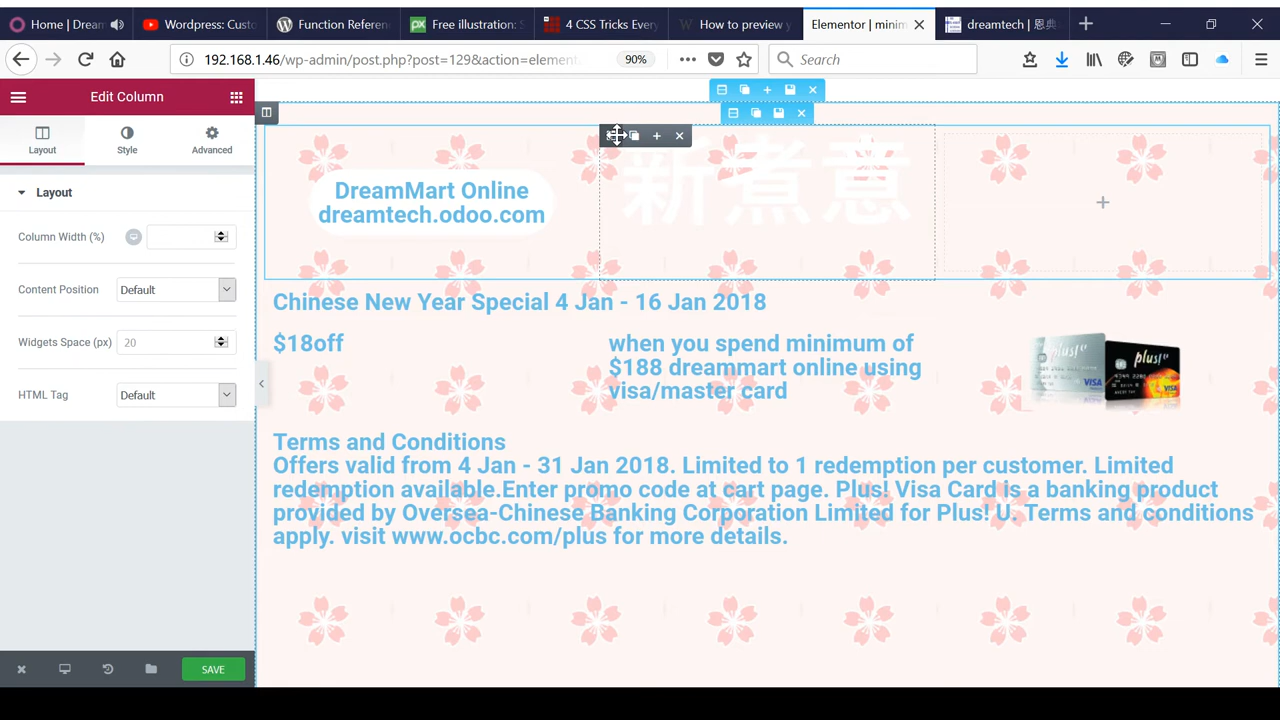 Home | Dream
Wordpress: Custo
Function Referen
Free illustration: S
4 CSS Tricks Every
How to preview y
Elementor | minim
dreamtech | 恩典
192.168.1.46/wp-admin/post.php?post=129&action=element
90%
Search
Edit Column
Layout
Style
Advanced
Layout
Column Width (%)
Content Position
Default
Widgets Space (px)
20
HTML Tag
Default
SAVE
DreamMart Online
dreamtech.odoo.com
新煮意
Chinese New Year Special 4 Jan - 16 Jan 2018
$18off
when you spend minimum of
$188 dreammart online using
visa/master card
plus!
VISA
plus!
Terms and Conditions
Offers valid from 4 Jan - 31 Jan 2018. Limited to 1 redemption per customer. Limited
redemption available.Enter promo code at cart page. Plus! Visa Card is a banking product
provided by Oversea-Chinese Banking Corporation Limited for Plus! U. Terms and conditions
apply. visit www.ocbc.com/plus for more details.